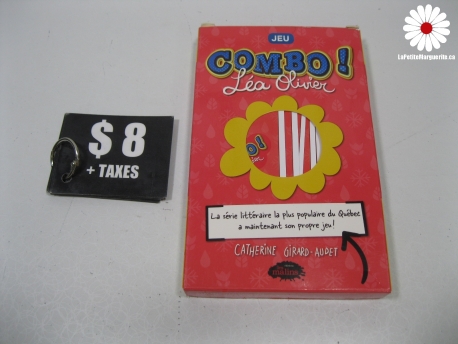 LaPetiteMarguerite.ca
JEU
COMBO!
Léa Olivier
$ 8
+ TAXES
La série littéraire la plus populaire du Québec
a maintenant son propre jeu!
CATHERINE GIRARD-AUDET